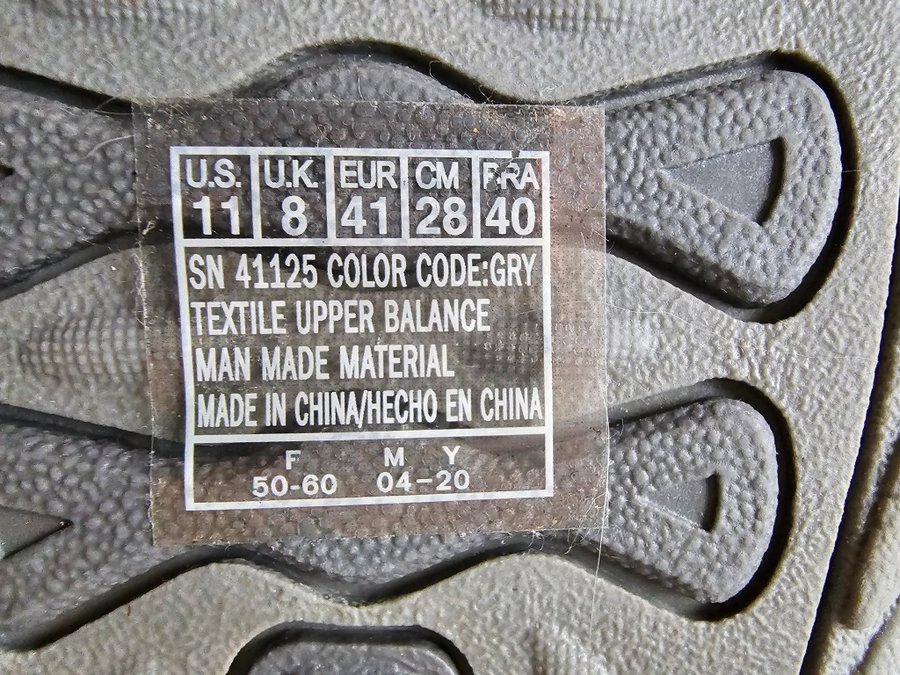 U.S. U.K. EUR CM BRA
11 8 41 28 40
SN 41125 COLOR CODE:GRY
TEXTILE UPPER BALANCE
MAN MADE MATERIAL
MADE IN CHINA/HECHO EN CHINA
F M Y
50-60 04-20